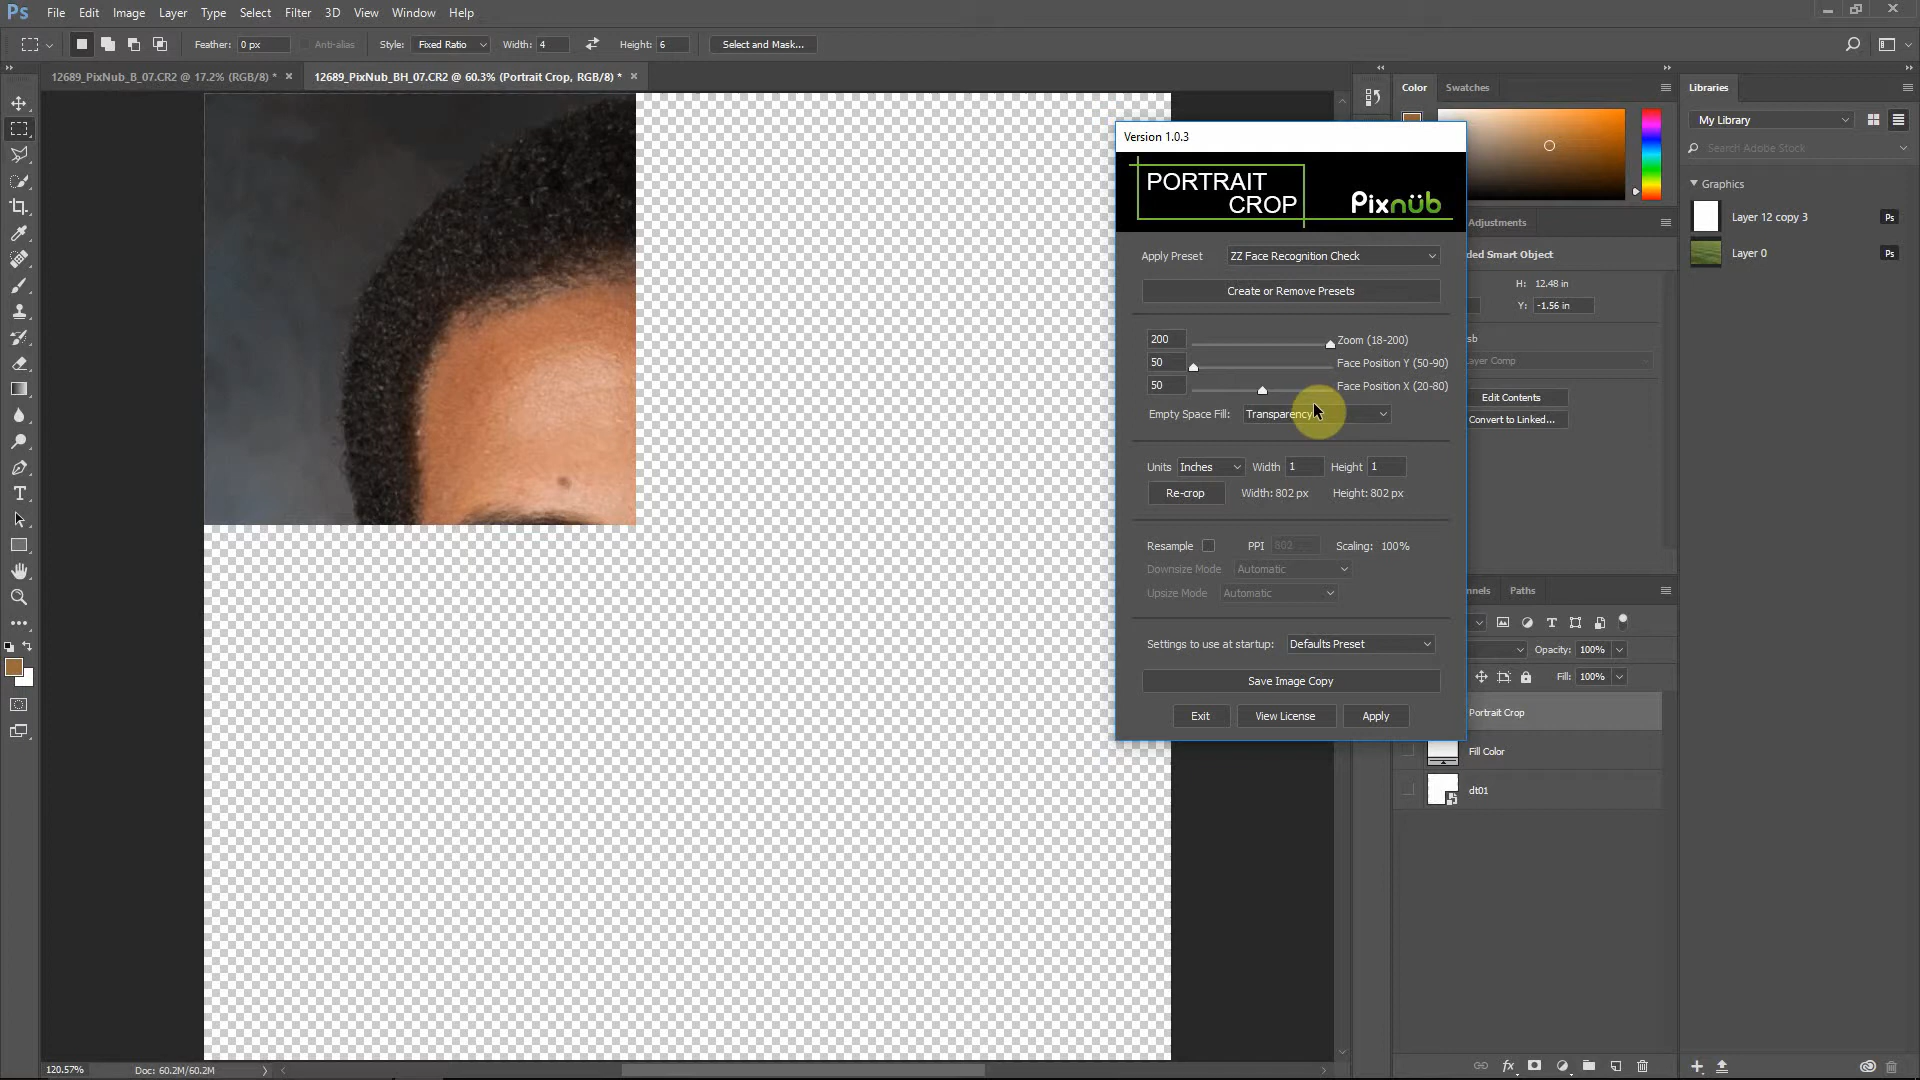 Ps File Edit Image Layer Type Select Filter 3D View Window Help
Feather: 0 px Anti-alias Style: Fixed Ratio Width: 4 Height: 6 Select and Mask...
12689_PixNub_B_07.CR2 @ 17.2% (RGB/8) * × 12689_PixNub_BH_07.CR2 @ 60.3% (Portrait Crop, RGB/8) * ×
Color Swatches
Libraries
My Library
Search Adobe Stock
Graphics
Layer 12 copy 3 Ps
Layer 0 Ps
Version 1.0.3
PORTRAIT
CROP
Pixnüb
Apply Preset ZZ Face Recognition Check
Create or Remove Presets
200 Zoom (18-200)
50 Face Position Y (50-90)
50 Face Position X (20-80)
Empty Space Fill: Transparency
Units Inches Width 1 Height 1
Re-crop Width: 802 px Height: 802 px
Resample PPI 802 Scaling: 100%
Downsize Mode Automatic
Upsize Mode Automatic
Settings to use at startup: Defaults Preset
Save Image Copy
Exit View License Apply
Adjustments
ded Smart Object
H: 12.48 in
Y: -1.56 in
sb
ayer Comp
Edit Contents
Convert to Linked...
nnels Paths
Opacity: 100%
Fill: 100%
Portrait Crop
Fill Color
dt01
120.57% Doc: 60.2M/60.2M